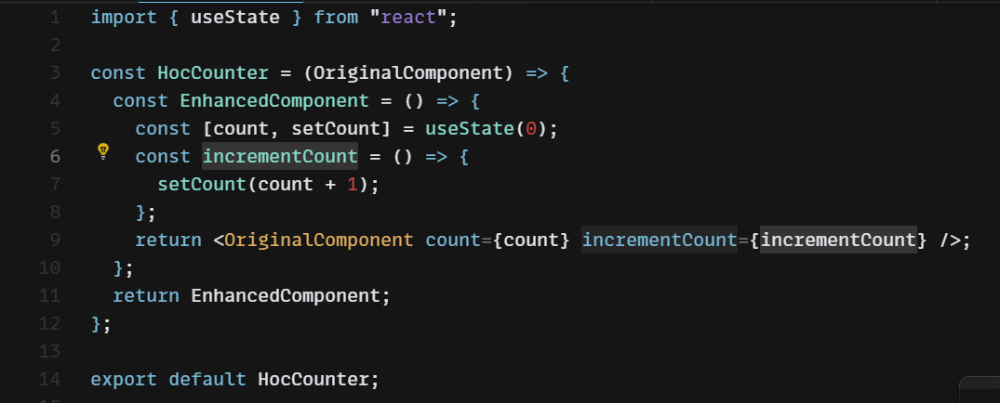 1 import { useState } from "react";
2
3 const HocCounter = (OriginalComponent) => {
4   const EnhancedComponent = () => {
5     const [count, setCount] = useState(0);
6     const incrementCount = () => {
7       setCount(count + 1);
8     };
9     return <OriginalComponent count={count} incrementCount={incrementCount} />;
10   };
11   return EnhancedComponent;
12 };
13
14 export default HocCounter;